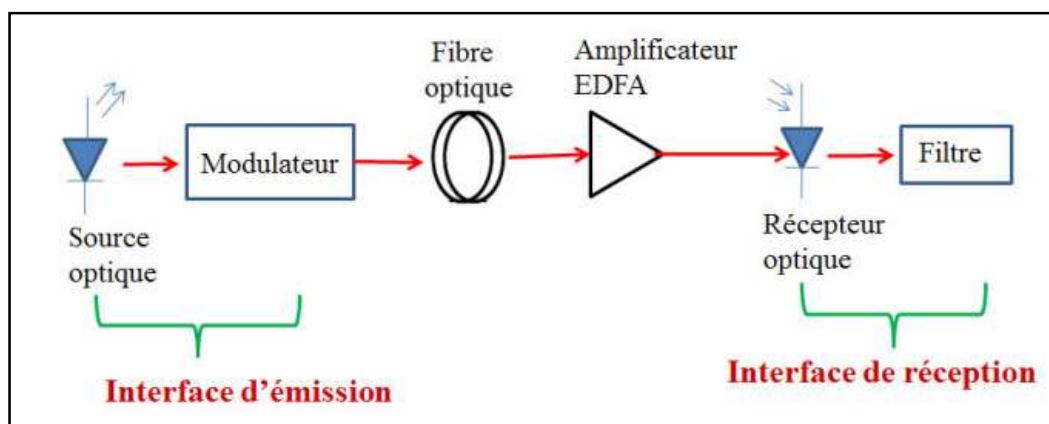 Fibre
optique
Amplificateur
EDFA
Modulateur
Filtre
Source
optique
Récepteur
optique
Interface d’émission
Interface de réception